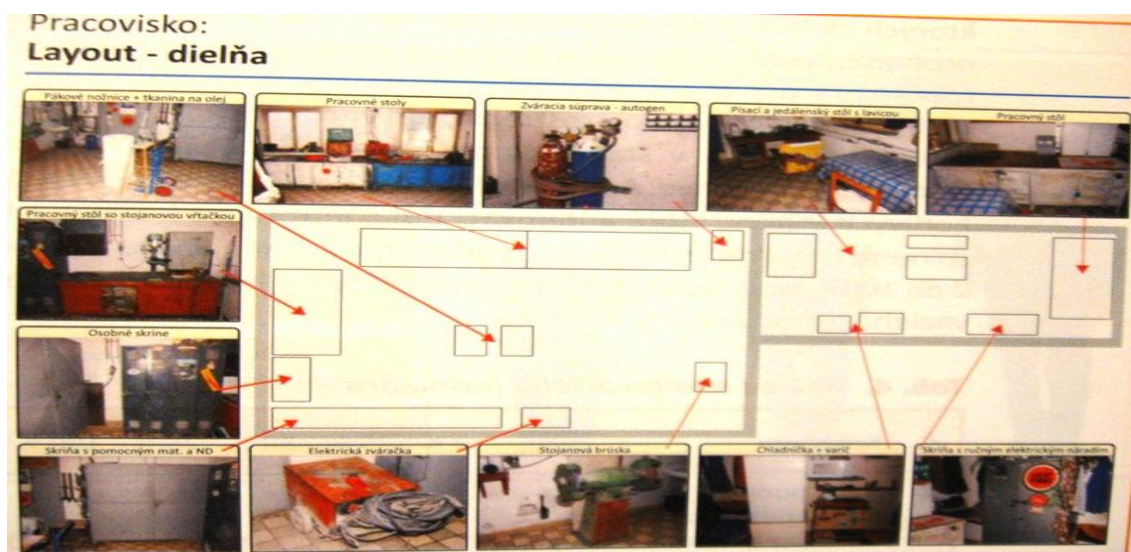 Pracovisko:
Layout - dielňa
Pákové nožnice + tkanina na olej
Pracovné stoly
Zváracia súprava - autogen
Písací a jedálenský stôl s lavicou
Pracovný stôl
Pracovný stôl so stojanovou vŕtačkou
Osobné skrine
Skriňa s pomocným mat. a ND
Elektrická zváračka
Stojanová brúska
Chladnička + varič
Skriňa s ručným elektrickým náradím